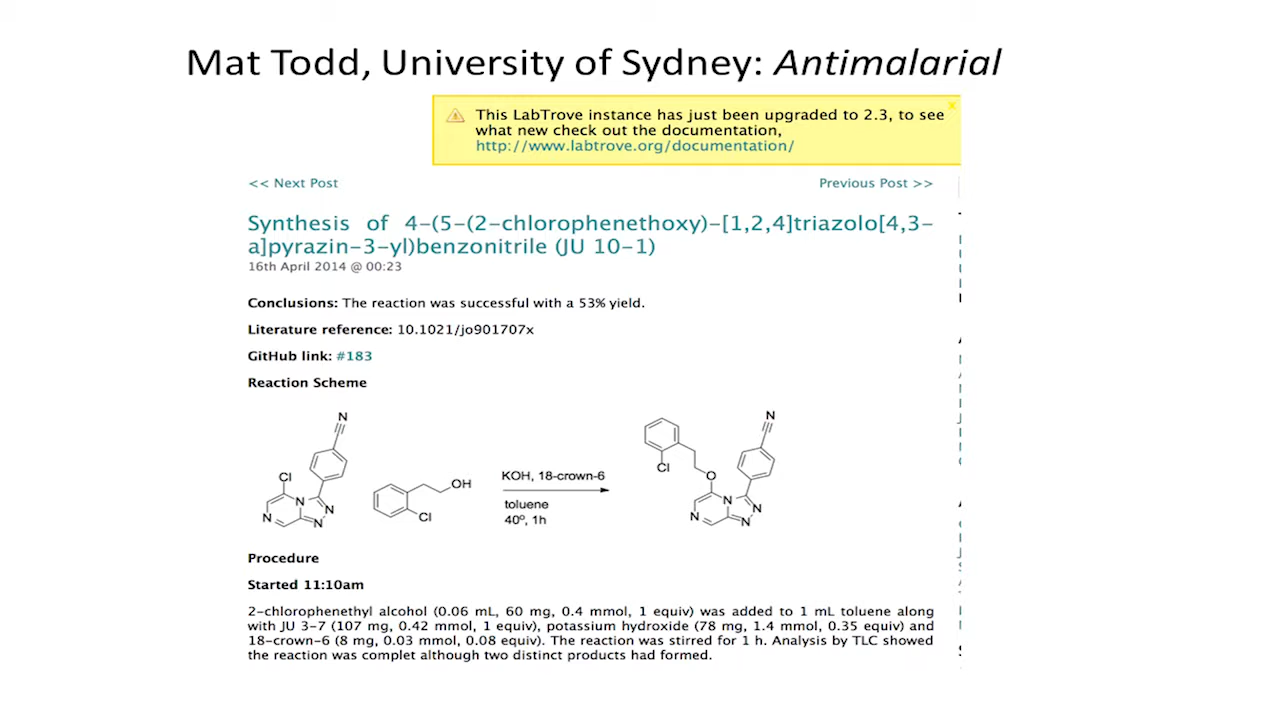 Mat Todd, University of Sydney: Antimalarial
This LabTrove instance has just been upgraded to 2.3, to see
what new check out the documentation,
http://www.labtrove.org/documentation/
<< Next Post
Previous Post >>
Synthesis of 4-(5-(2-chlorophenethoxy)-[1,2,4]triazolo[4,3-
a]pyrazin-3-yl)benzonitrile (JU 10-1)
16th April 2014 @ 00:23
Conclusions: The reaction was successful with a 53% yield.
Literature reference: 10.1021/jo901707x
GitHub link: #183
Reaction Scheme
N
Cl
N
N
N
N
OH
Cl
KOH, 18-crown-6
toluene
40º, 1h
N
Cl
O
N
N
N
N
Procedure
Started 11:10am
2-chlorophenethyl alcohol (0.06 mL, 60 mg, 0.4 mmol, 1 equiv) was added to 1 mL toluene along
with JU 3-7 (107 mg, 0.42 mmol, 1 equiv), potassium hydroxide (78 mg, 1.4 mmol, 0.35 equiv) and
18-crown-6 (8 mg, 0.03 mmol, 0.08 equiv). The reaction was stirred for 1 h. Analysis by TLC showed
the reaction was complet although two distinct products had formed.